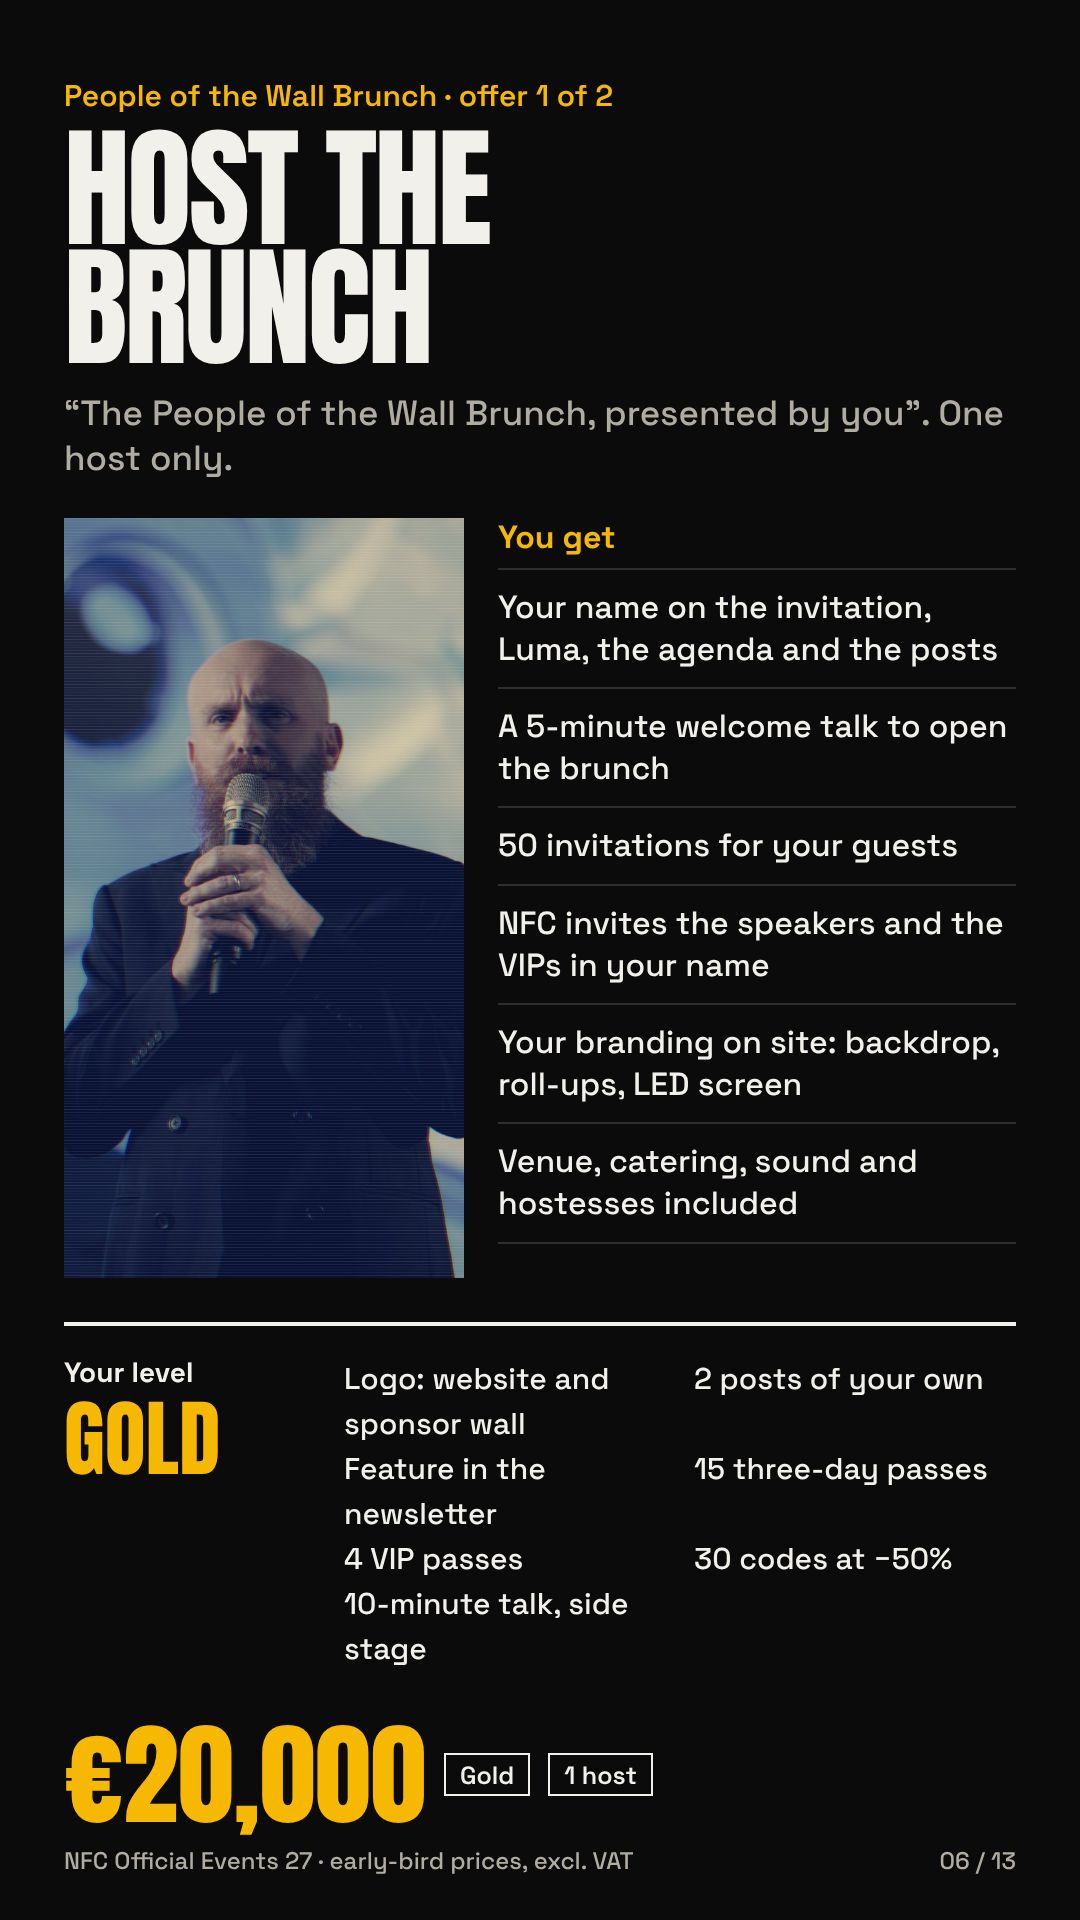 People of the Wall Brunch · offer 1 of 2
HOST THE
BRUNCH
“The People of the Wall Brunch, presented by you”. One
host only.
You get
Your name on the invitation,
Luma, the agenda and the posts
A 5-minute welcome talk to open
the brunch
50 invitations for your guests
NFC invites the speakers and the
VIPs in your name
Your branding on site: backdrop,
roll-ups, LED screen
Venue, catering, sound and
hostesses included
Your level
GOLD
Logo: website and
sponsor wall
2 posts of your own
Feature in the
newsletter
15 three-day passes
4 VIP passes
30 codes at −50%
10-minute talk, side
stage
€20,000
Gold
1 host
NFC Official Events 27 · early-bird prices, excl. VAT
06 / 13